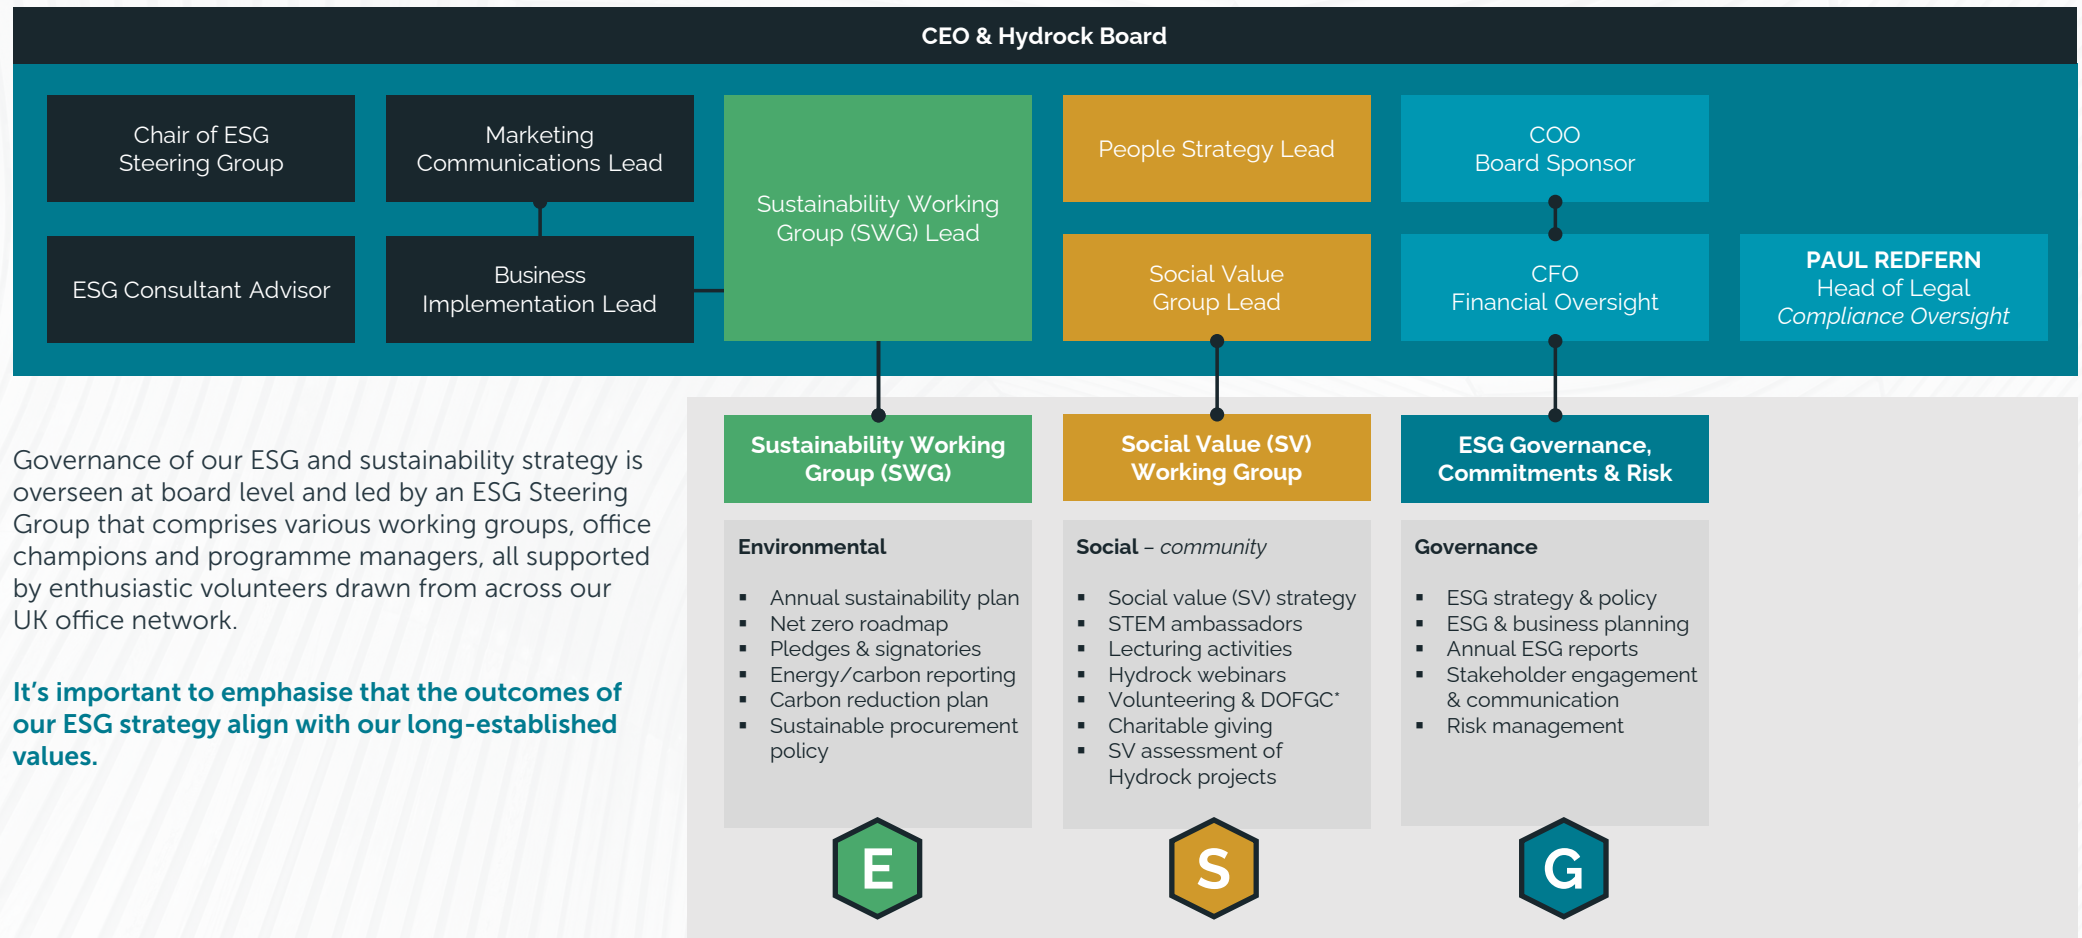 CEO & Hydrock Board
Chair of ESG
Steering Group
Marketing
Communications Lead
Sustainability Working
Group (SWG) Lead
People Strategy Lead
COO
Board Sponsor
ESG Consultant Advisor
Business
Implementation Lead
Social Value
Group Lead
CFO
Financial Oversight
PAUL REDFERN
Head of Legal
Compliance Oversight
Governance of our ESG and sustainability strategy is
overseen at board level and led by an ESG Steering
Group that comprises various working groups, office
champions and programme managers, all supported
by enthusiastic volunteers drawn from across our
UK office network.
It’s important to emphasise that the outcomes of
our ESG strategy align with our long-established
values.
Sustainability Working
Group (SWG)
Environmental
▪ Annual sustainability plan
▪ Net zero roadmap
▪ Pledges & signatories
▪ Energy/carbon reporting
▪ Carbon reduction plan
▪ Sustainable procurement
policy
E
Social Value (SV)
Working Group
Social – community
▪ Social value (SV) strategy
▪ STEM ambassadors
▪ Lecturing activities
▪ Hydrock webinars
▪ Volunteering & DOFGC*
▪ Charitable giving
▪ SV assessment of
Hydrock projects
S
ESG Governance,
Commitments & Risk
Governance
▪ ESG strategy & policy
▪ ESG & business planning
▪ Annual ESG reports
▪ Stakeholder engagement
& communication
▪ Risk management
G